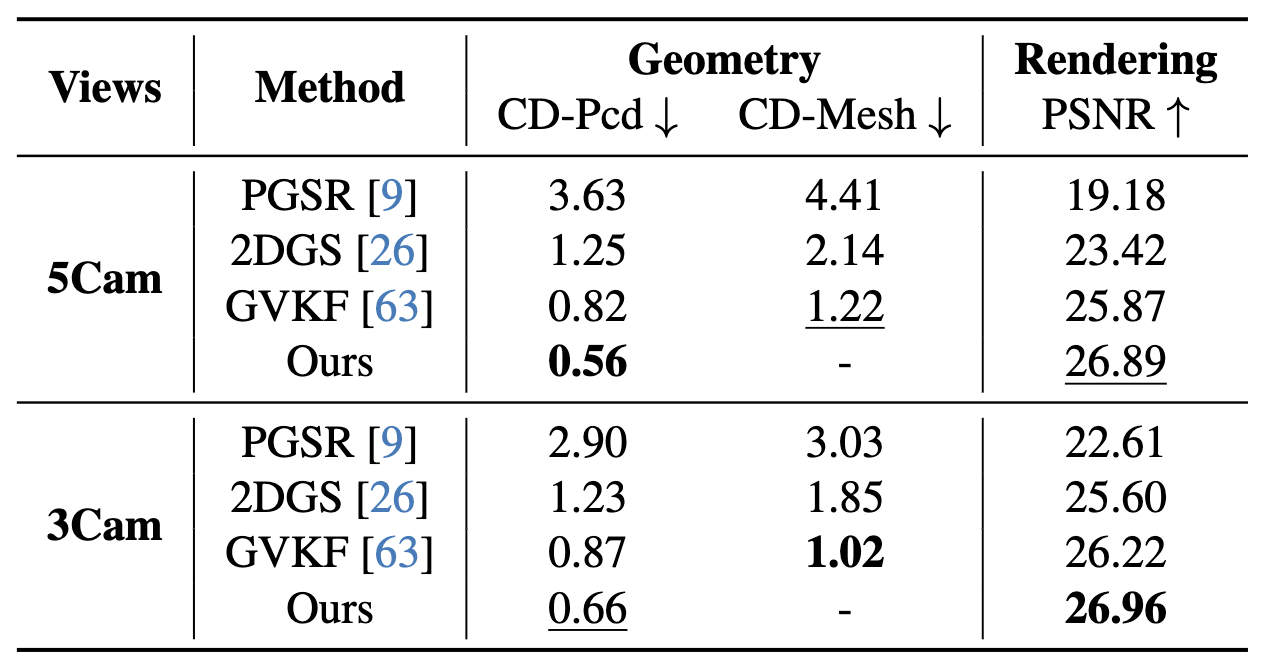 Views Method Geometry Rendering
CD-Pcd ↓ CD-Mesh ↓ PSNR ↑
5Cam
PGSR [9] 3.63 4.41 19.18
2DGS [26] 1.25 2.14 23.42
GVKF [63] 0.82 1.22 25.87
Ours 0.56 - 26.89
3Cam
PGSR [9] 2.90 3.03 22.61
2DGS [26] 1.23 1.85 25.60
GVKF [63] 0.87 1.02 26.22
Ours 0.66 - 26.96